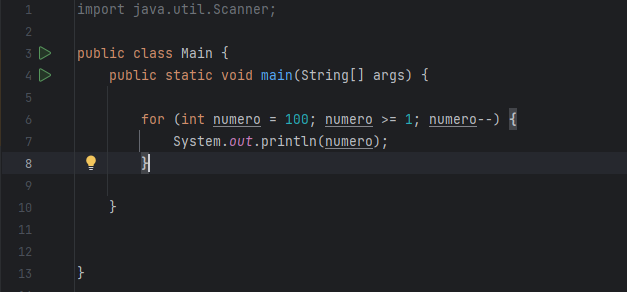 1 import java.util.Scanner;
2
3 public class Main {
4 public static void main(String[] args) {
5
6 for (int numero = 100; numero >= 1; numero--) {
7 System.out.println(numero);
8 }
9
10 }
11
12
13 }